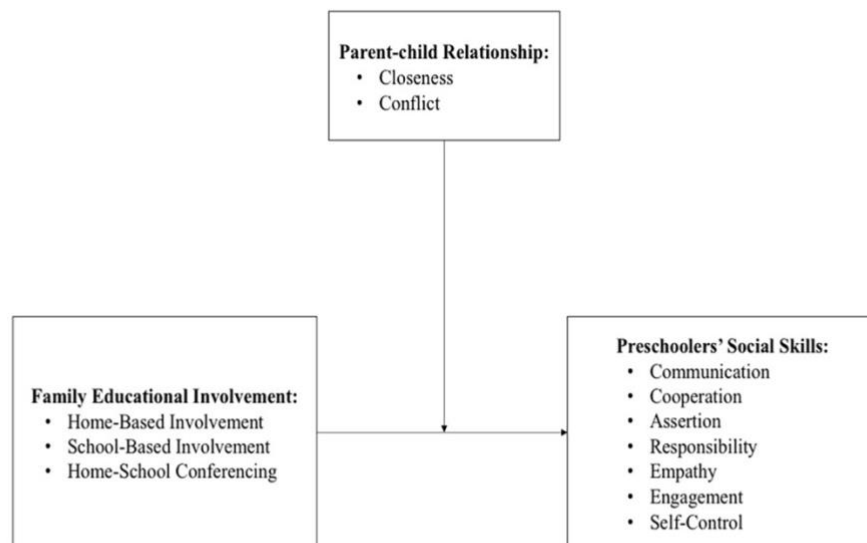 Parent-child Relationship:
• Closeness
• Conflict
Family Educational Involvement:
• Home-Based Involvement
• School-Based Involvement
• Home-School Conferencing
Preschoolers’ Social Skills:
• Communication
• Cooperation
• Assertion
• Responsibility
• Empathy
• Engagement
• Self-Control